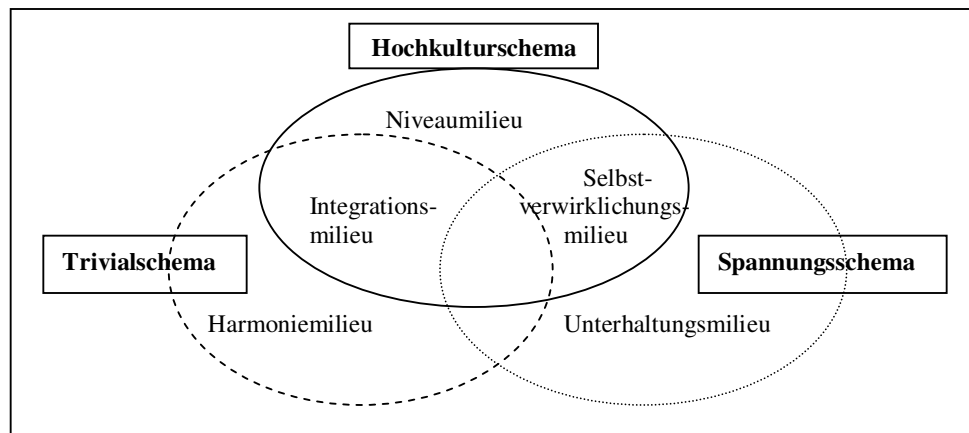 Hochkulturschema
Niveaumilieu
Selbst-
verwirklichungs-
milieu
Integrations-
milieu
Trivialschema
Spannungsschema
Harmoniemilieu
Unterhaltungsmilieu